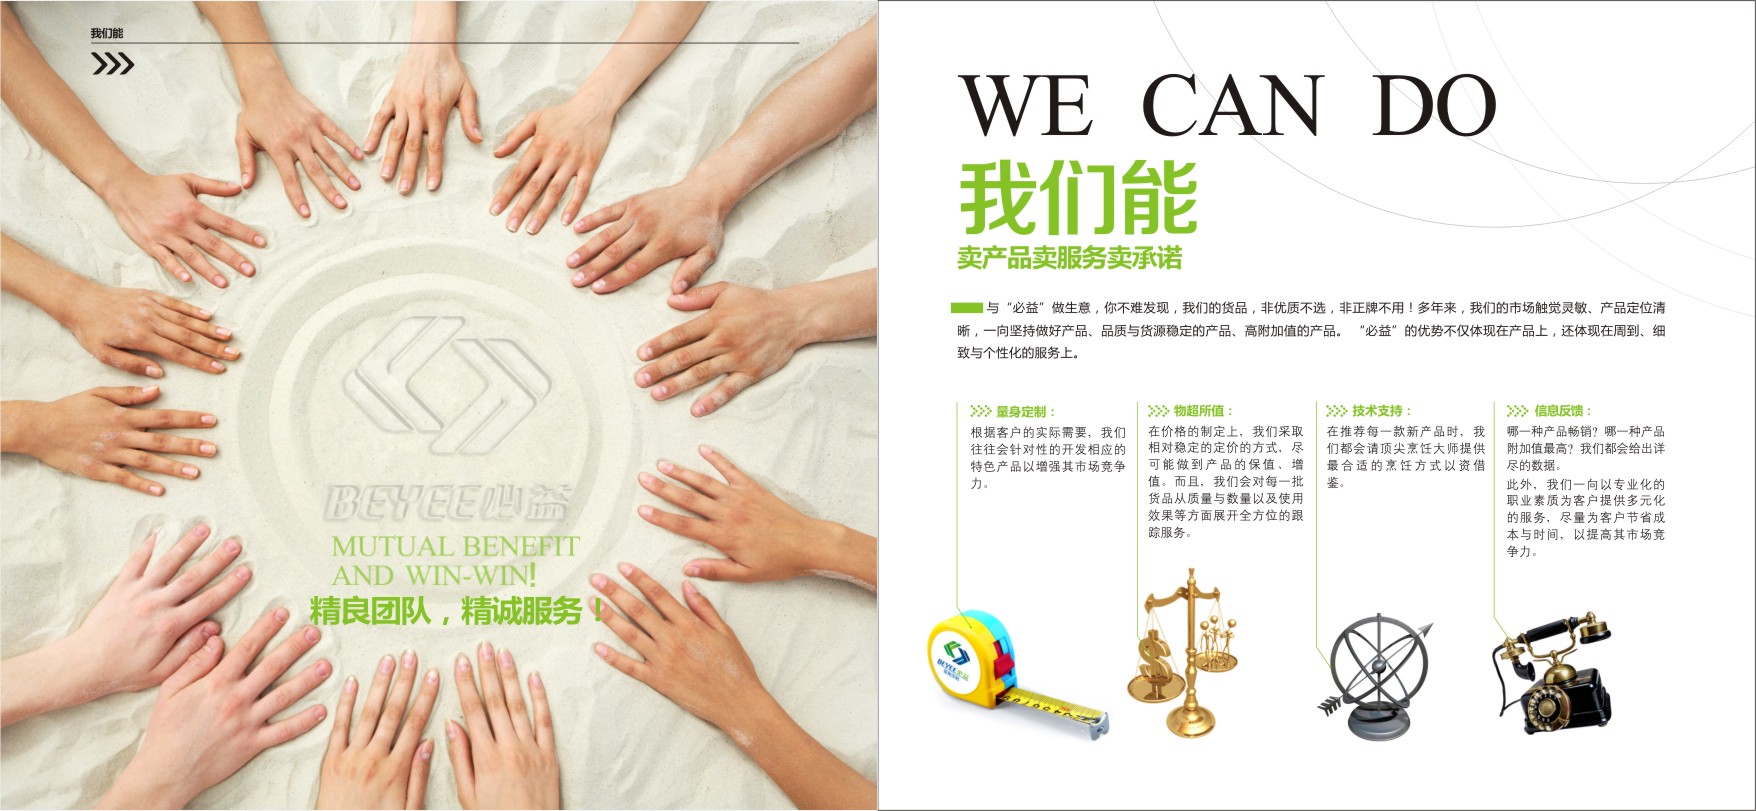 我们能
BEYEE必益
MUTUAL BENEFIT
AND WIN-WIN!
精良团队，精诚服务！
WE CAN DO
我们能
卖产品卖服务卖承诺
与“必益”做生意，你不难发现，我们的货品，非优质不选，非正牌不用！多年来，我们的市场触觉灵敏、产品定位清
晰，一向坚持做好产品、品质与货源稳定的产品、高附加值的产品。 “必益”的优势不仅体现在产品上，还体现在周到、细
致与个性化的服务上。
量身定制：
根据客户的实际需要，我们
往往会针对性的开发相应的
特色产品以增强其市场竞争
力。
物超所值：
在价格的制定上，我们采取
相对稳定的定价的方式，尽
可能做到产品的保值、增
值。而且，我们会对每一批
货品从质量与数量以及使用
效果等方面展开全方位的跟
踪服务。
技术支持：
在推荐每一款新产品时，我
们都会请顶尖烹饪大师提供
最合适的烹饪方式以资借
鉴。
信息反馈：
哪一种产品畅销？哪一种产品
附加值最高？我们都会给出详
尽的数据。
此外，我们一向以专业化的
职业素质为客户提供多元化
的服务，尽量为客户节省成
本与时间，以提高其市场竞
争力。
BEYEE必益